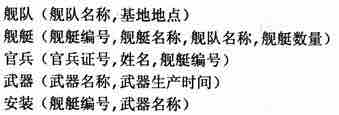 舰队（舰队名称,基地地点）
舰艇（舰艇编号,舰艇名称,舰队名称,舰艇数量）
官兵（官兵证号,姓名,舰艇编号）
武器（武器名称,武器生产时间）
安装（舰艇编号,武器名称）